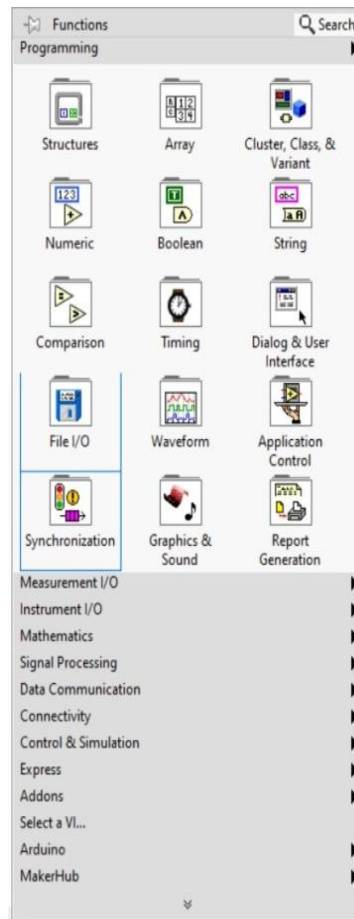 Functions
Search
Programming
Structures
Array
Cluster, Class, &
Variant
Numeric
Boolean
String
Comparison
Timing
Dialog & User
Interface
File I/O
Waveform
Application
Control
Synchronization
Graphics &
Sound
Report
Generation
Measurement I/O
Instrument I/O
Mathematics
Signal Processing
Data Communication
Connectivity
Control & Simulation
Express
Addons
Select a VI...
Arduino
MakerHub